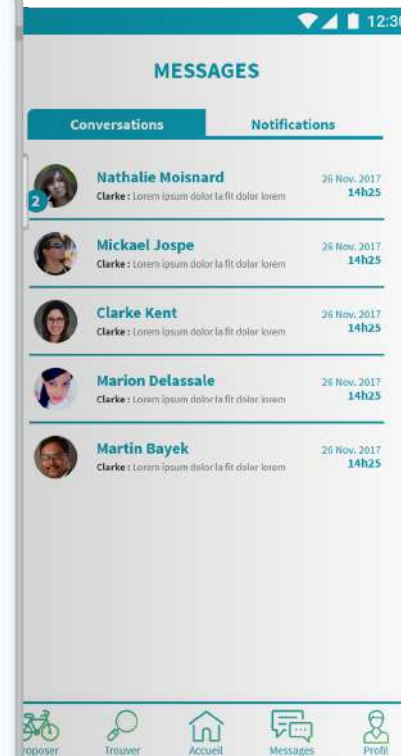 12:30
MESSAGES
Conversations Notifications
Nathalie Moisnard 26 Nov. 2017
2
Clarke : Lorem ipsum dolor la fit dolor lorem 14h25
Mickael Jospe 26 Nov. 2017
Clarke : Lorem ipsum dolor la fit dolor lorem 14h25
Clarke Kent 26 Nov. 2017
Clarke : Lorem ipsum dolor la fit dolor lorem 14h25
Marion Delassale 26 Nov. 2017
Clarke : Lorem ipsum dolor la fit dolor lorem 14h25
Martin Bayek 26 Nov. 2017
Clarke : Lorem ipsum dolor la fit dolor lorem 14h25
roposer Trouver Accueil Messages Profil